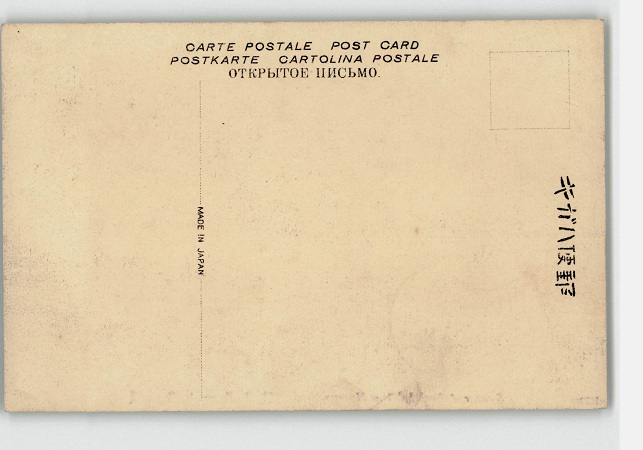 CARTE POSTALE POST CARD
POSTKARTE CARTOLINA POSTALE
ОТКРЫТОЕ ПИСЬМО.
MADE IN JAPAN
郵便ハガキ